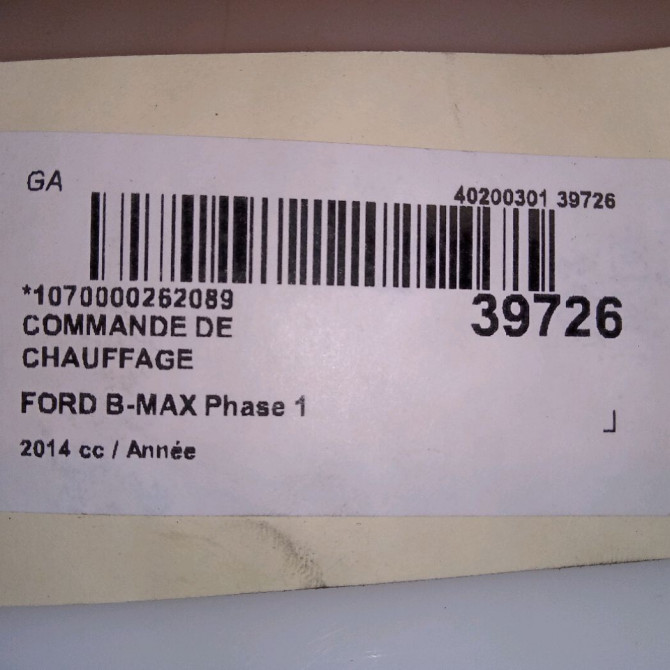 GA
40200301 39726
*1070000262089
39726
COMMANDE DE
CHAUFFAGE
FORD B-MAX Phase 1
2014 cc / Année